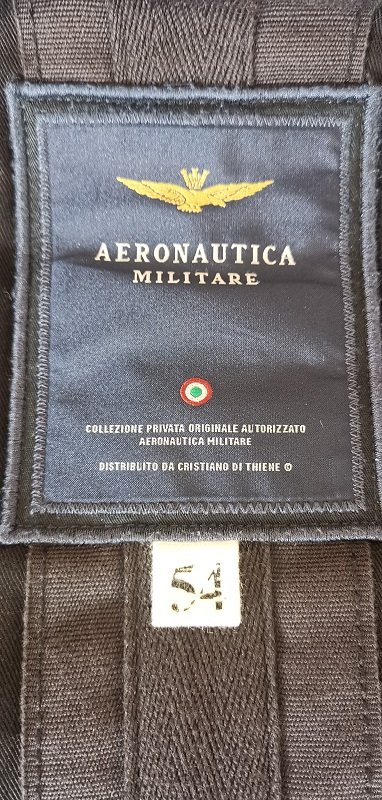 AERONAUTICA
MILITARE
COLLEZIONE PRIVATA ORIGINALE AUTORIZZATO
AERONAUTICA MILITARE
DISTRIBUITO DA CRISTIANO DI THIENE ©
54